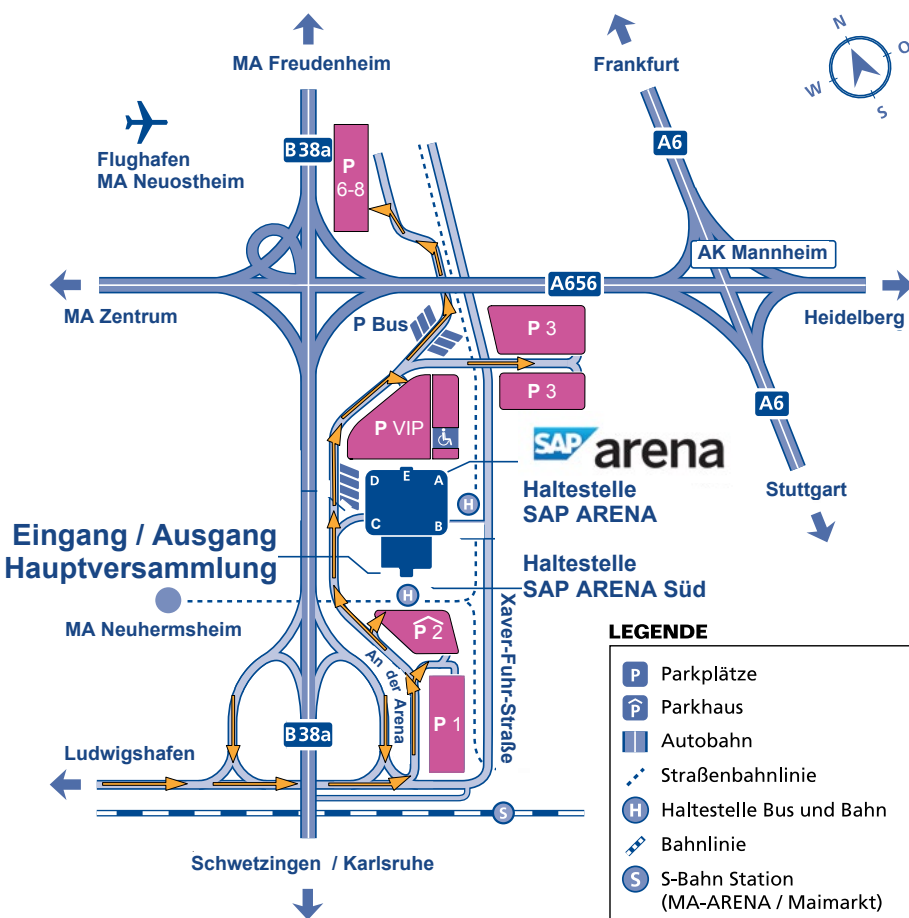 MA Freudenheim
Frankfurt
N
O
W
S
Flughafen
MA Neuostheim
B38a
P
6-8
A6
AK Mannheim
MA Zentrum
A656
Heidelberg
P Bus
P 3
P 3
A6
P VIP
SAP arena
D
E
A
C
B
H
Haltestelle
SAP ARENA
Stuttgart
Eingang / Ausgang
Hauptversammlung
Haltestelle
SAP ARENA Süd
H
MA Neuhermsheim
P 2
An der Arena
Xaver-Fuhr-Straße
P 1
B38a
Ludwigshafen
S
Schwetzingen / Karlsruhe
LEGENDE
P Parkplätze
P Parkhaus
Autobahn
Straßenbahnlinie
H Haltestelle Bus und Bahn
Bahnlinie
S S-Bahn Station
(MA-ARENA / Maimarkt)